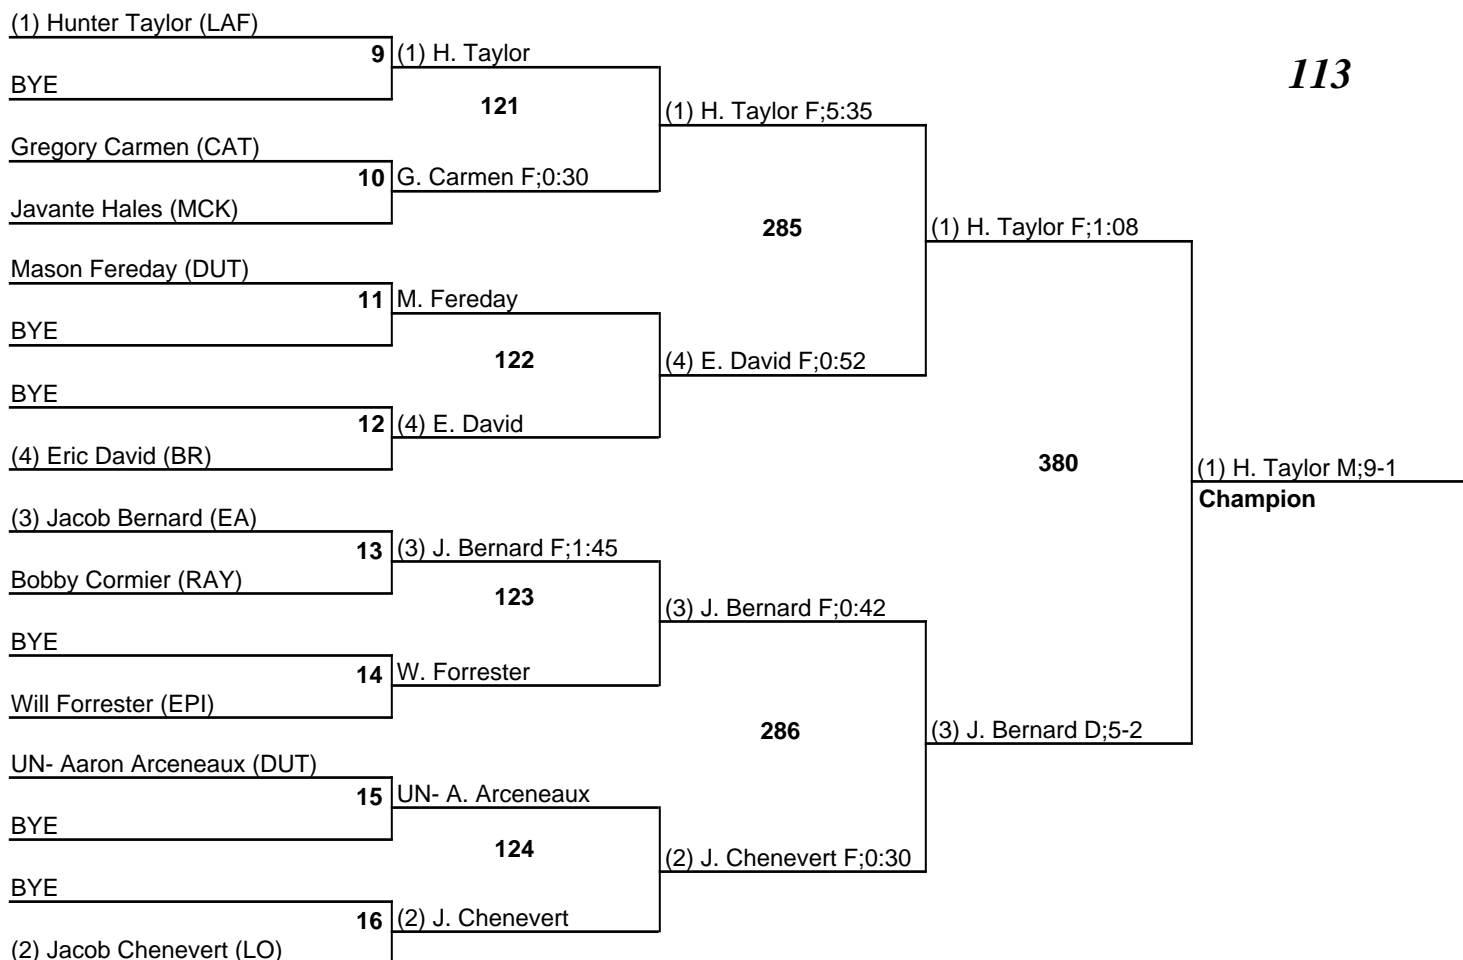 (1) Hunter Taylor (LAF)
9 (1) H. Taylor
BYE
113
121
(1) H. Taylor F;5:35
Gregory Carmen (CAT)
10 G. Carmen F;0:30
Javante Hales (MCK)
285
(1) H. Taylor F;1:08
Mason Fereday (DUT)
11 M. Fereday
BYE
122
(4) E. David F;0:52
BYE
12 (4) E. David
(4) Eric David (BR)
380
(1) H. Taylor M;9-1
Champion
(3) Jacob Bernard (EA)
13 (3) J. Bernard F;1:45
Bobby Cormier (RAY)
123
(3) J. Bernard F;0:42
BYE
14 W. Forrester
Will Forrester (EPI)
286
(3) J. Bernard D;5-2
UN- Aaron Arceneaux (DUT)
15 UN- A. Arceneaux
BYE
124
(2) J. Chenevert F;0:30
BYE
16 (2) J. Chenevert
(2) Jacob Chenevert (LO)